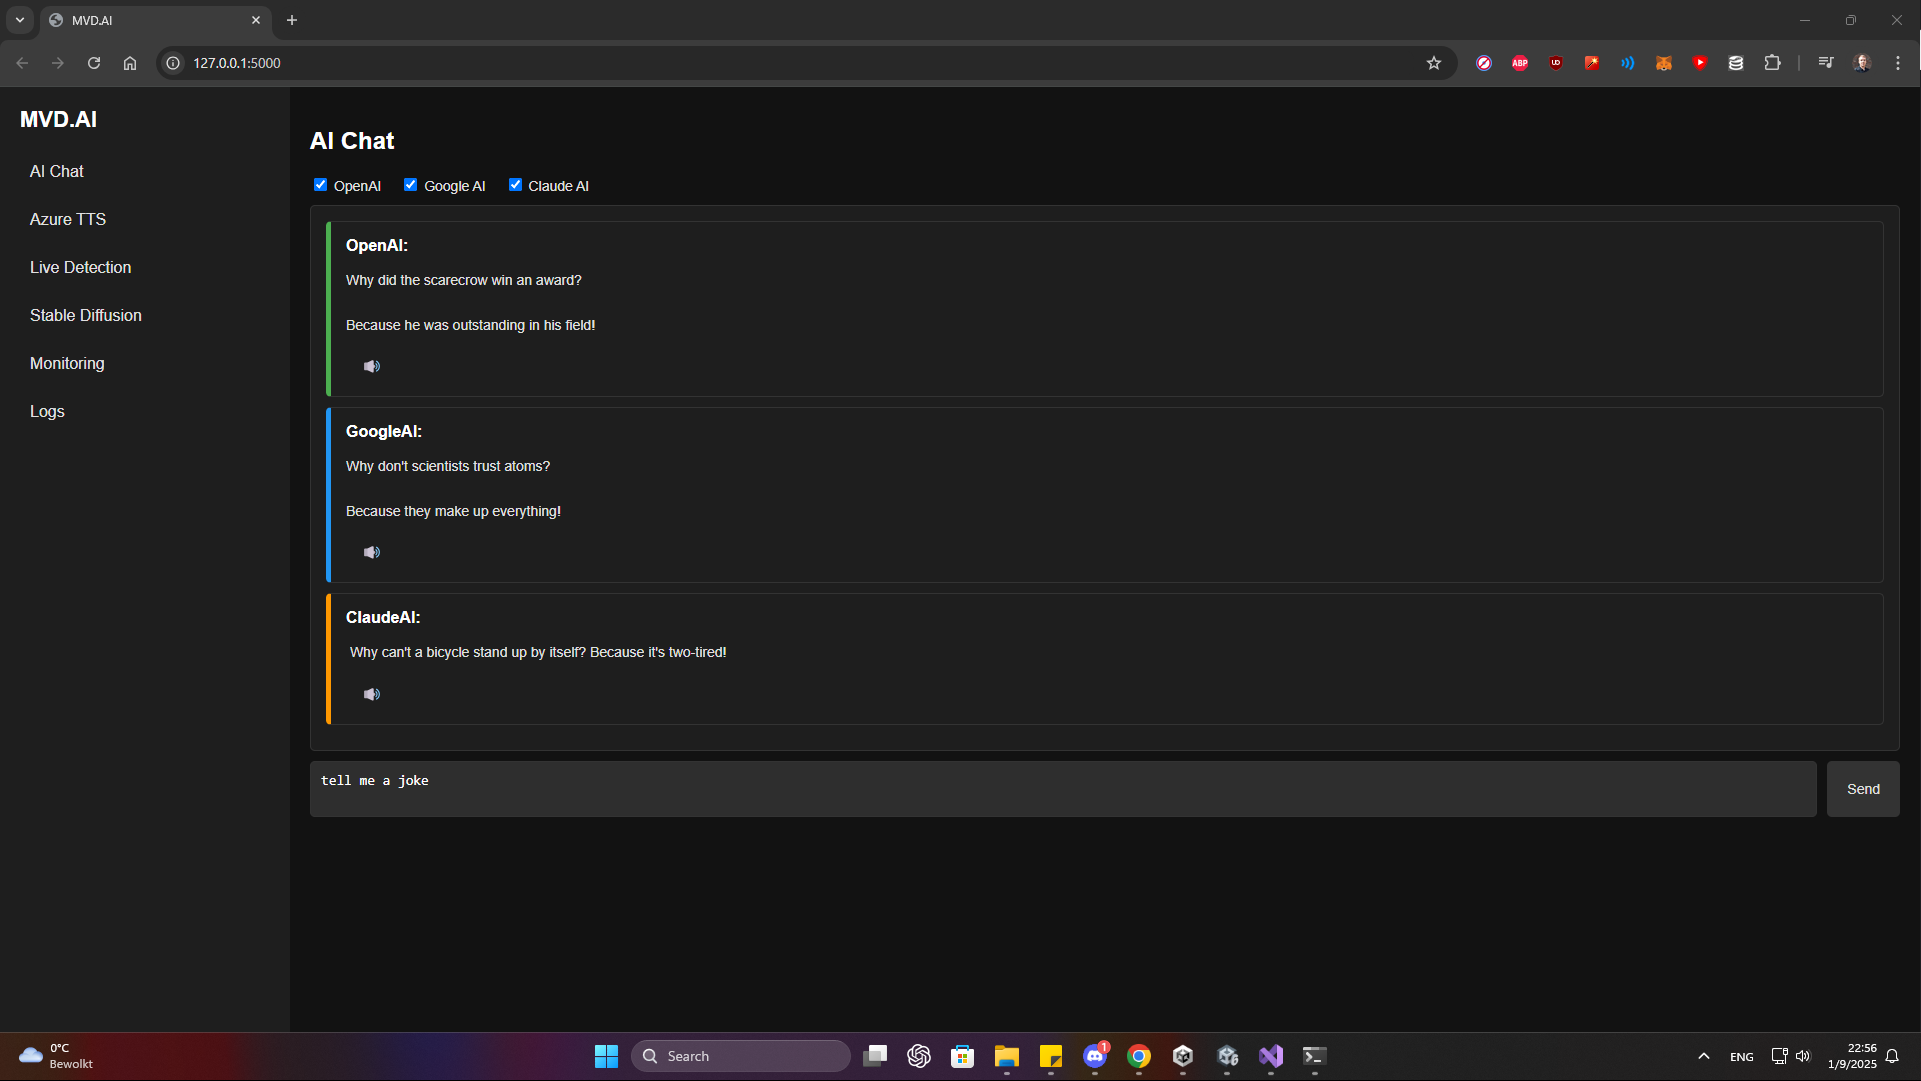 MVD.AI
127.0.0.1:5000
ABP
MVD.AI
AI Chat
Azure TTS
Live Detection
Stable Diffusion
Monitoring
Logs
AI Chat
OpenAI Google AI Claude AI
OpenAI:
Why did the scarecrow win an award?
Because he was outstanding in his field!
GoogleAI:
Why don't scientists trust atoms?
Because they make up everything!
ClaudeAI:
Why can't a bicycle stand up by itself? Because it's two-tired!
tell me a joke
Send
0°C
Bewolkt
Search
1
ENG
22:56
1/9/2025